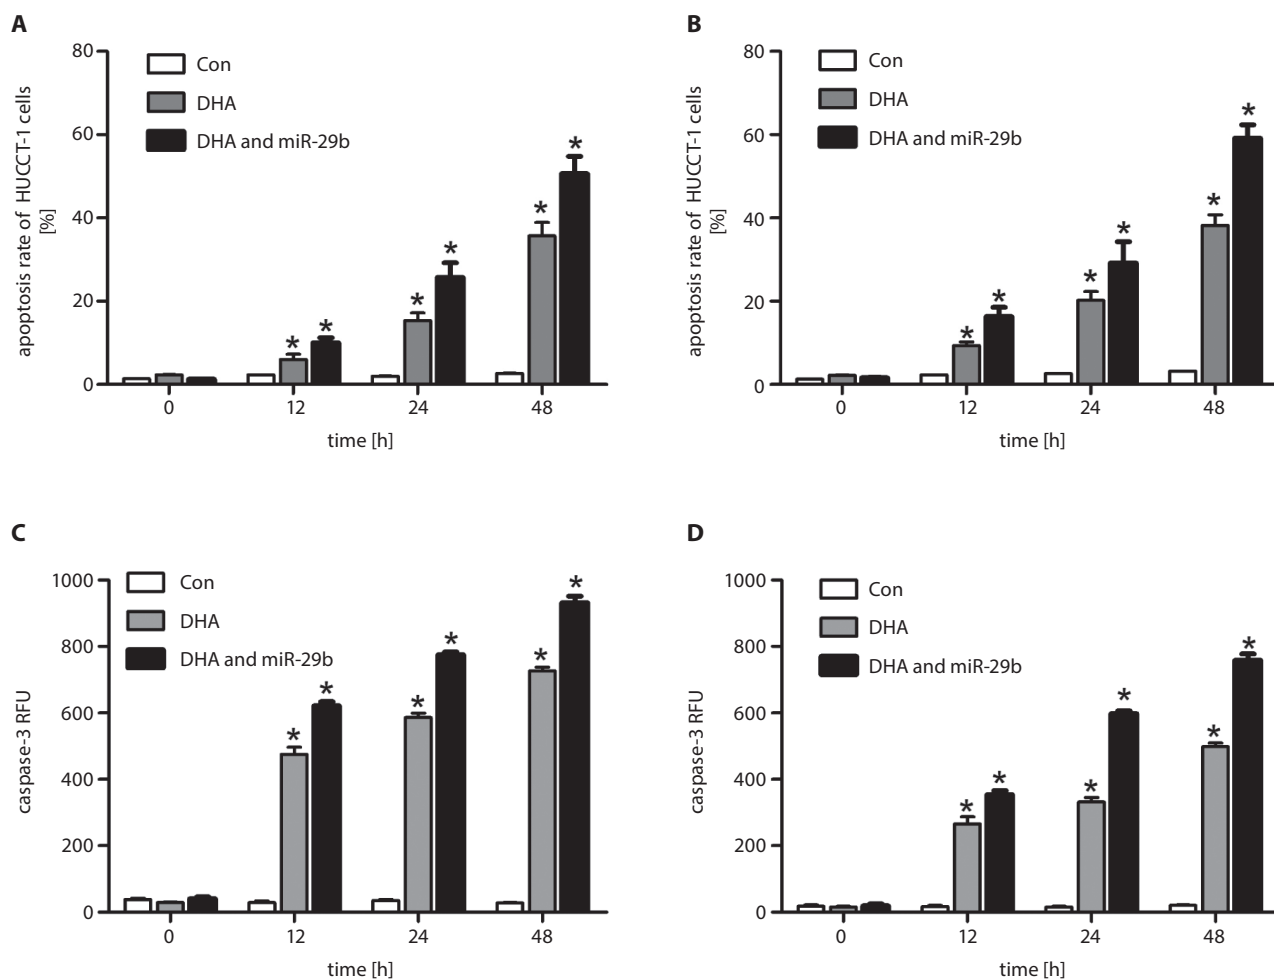 A
apoptosis rate of HUCCT-1 cells
[%]
80
60
40
20
0
Con
DHA
DHA and miR-29b
* * * * * *
0 12 24 48
time [h]
B
apoptosis rate of HUCCT-1 cells
[%]
80
60
40
20
0
Con
DHA
DHA and miR-29b
* * * * * *
0 12 24 48
time [h]
C
caspase-3 RFU
1000
800
600
400
200
0
Con
DHA
DHA and miR-29b
* * * * * *
0 12 24 48
time [h]
D
caspase-3 RFU
1000
800
600
400
200
0
Con
DHA
DHA and miR-29b
* * * * * *
0 12 24 48
time [h]